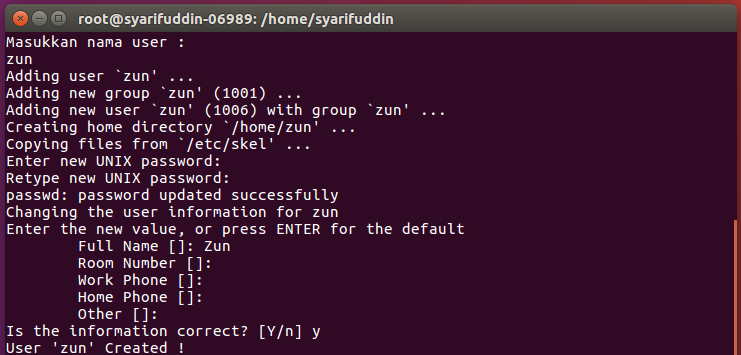 root@syarifuddin-06989: /home/syarifuddin
Masukkan nama user :
zun
Adding user `zun' ...
Adding new group `zun' (1001) ...
Adding new user `zun' (1006) with group `zun' ...
Creating home directory `/home/zun' ...
Copying files from `/etc/skel' ...
Enter new UNIX password:
Retype new UNIX password:
passwd: password updated successfully
Changing the user information for zun
Enter the new value, or press ENTER for the default
Full Name []: Zun
Room Number []:
Work Phone []:
Home Phone []:
Other []:
Is the information correct? [Y/n] y
User 'zun' Created !